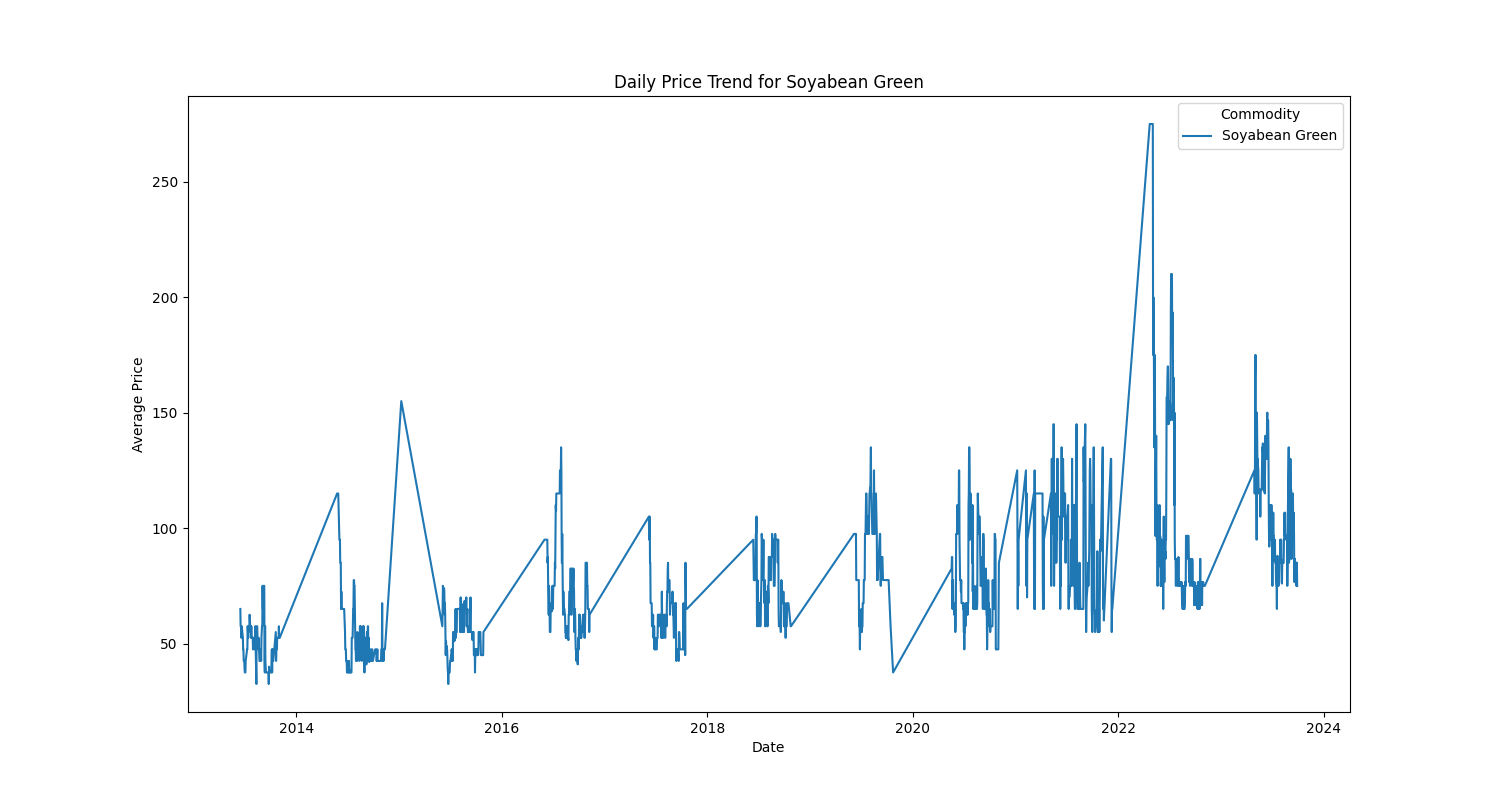 Daily Price Trend for Soyabean Green
Commodity
Soyabean Green
250
200
150
100
50
Average Price
2014 2016 2018 2020 2022 2024
Date